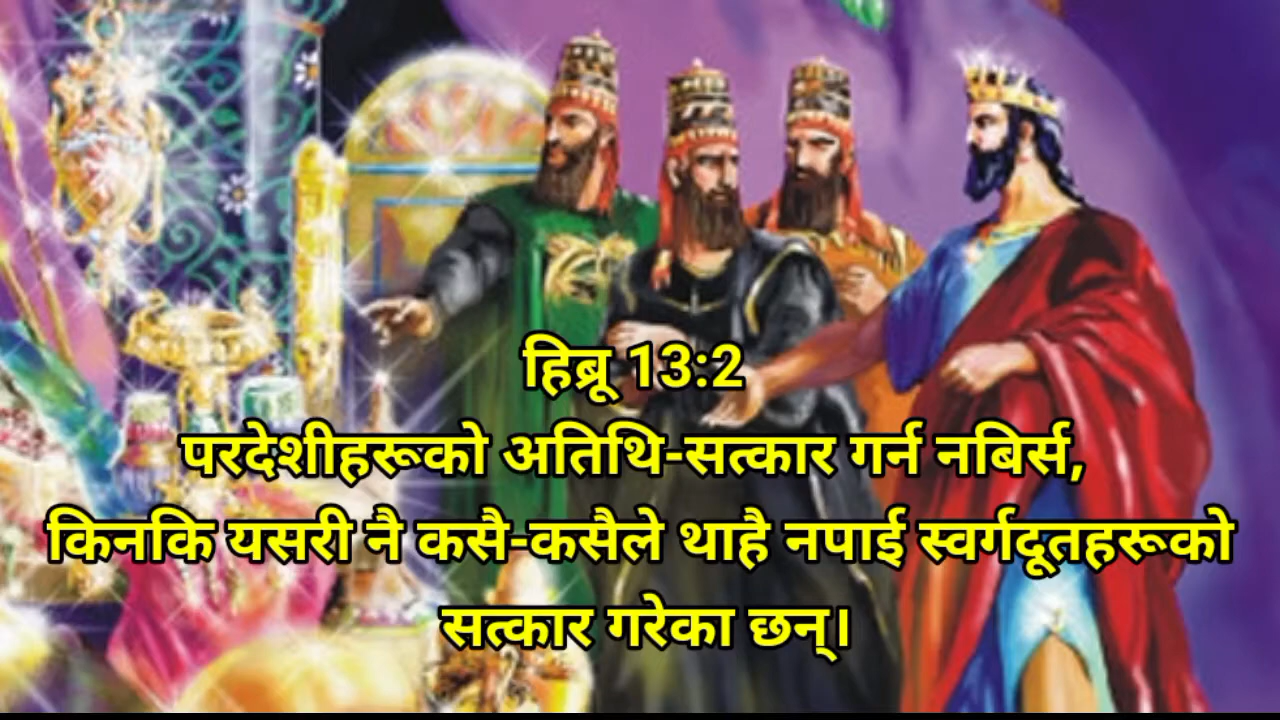 हिब्रू 13:2
परदेशीहरूको अतिथि-सत्कार गर्न नबिर्स,
किनकि यसरी नै कसै-कसैले थाहै नपाई स्वर्गदूतहरूको
सत्कार गरेका छन्।